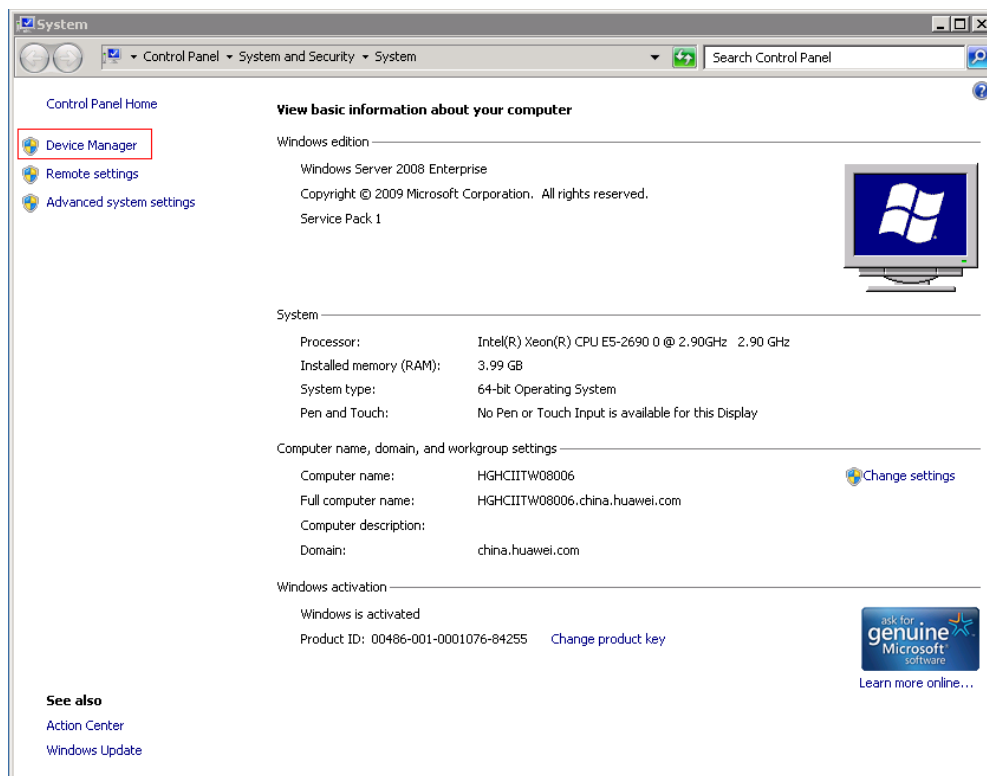 System
Control Panel System and Security System
Search Control Panel
Control Panel Home
Device Manager
Remote settings
Advanced system settings
View basic information about your computer
Windows edition
Windows Server 2008 Enterprise
Copyright © 2009 Microsoft Corporation. All rights reserved.
Service Pack 1
System
Processor: Intel(R) Xeon(R) CPU E5-2690 0 @ 2.90GHz 2.90 GHz
Installed memory (RAM): 3.99 GB
System type: 64-bit Operating System
Pen and Touch: No Pen or Touch Input is available for this Display
Computer name, domain, and workgroup settings
Computer name: HGHCIITW08006
Change settings
Full computer name: HGHCIITW08006.china.huawei.com
Computer description:
Domain: china.huawei.com
Windows activation
Windows is activated
Product ID: 00486-001-0001076-84255 Change product key
ask for
genuine
Microsoft
software
Learn more online...
See also
Action Center
Windows Update